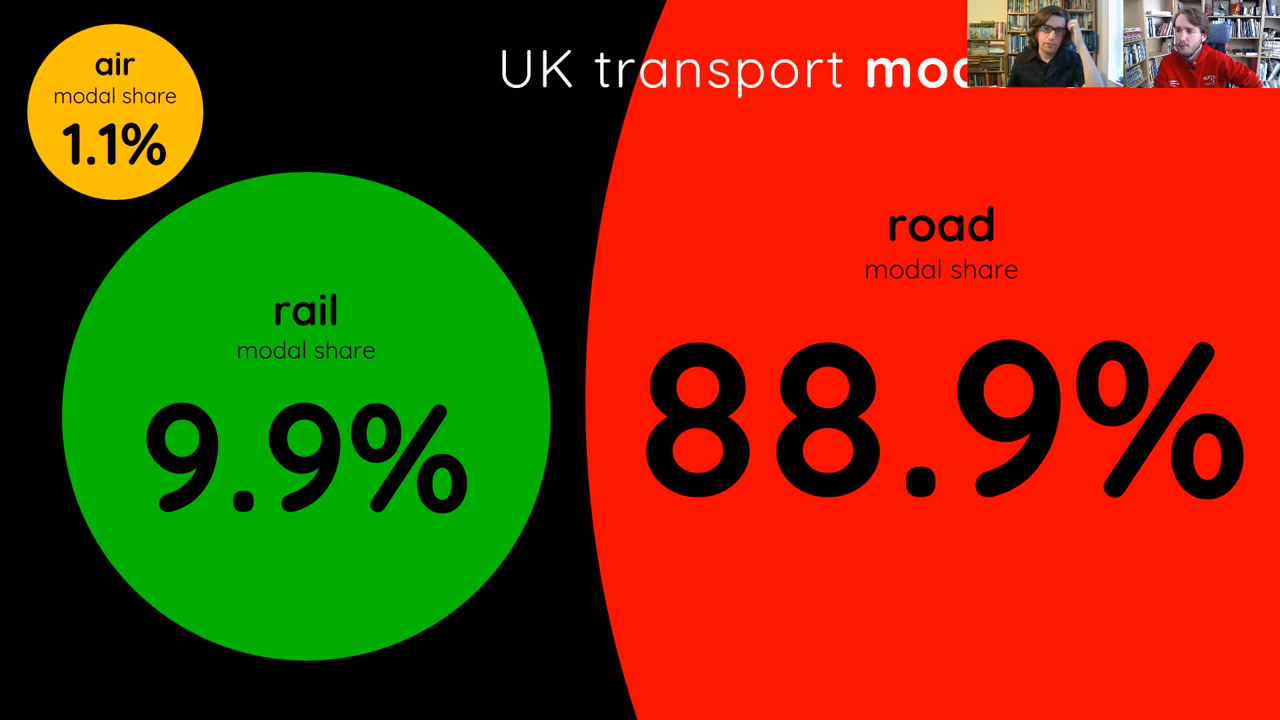 UK transport
air
modal share
1.1%
rail
modal share
9.9%
road
modal share
88.9%